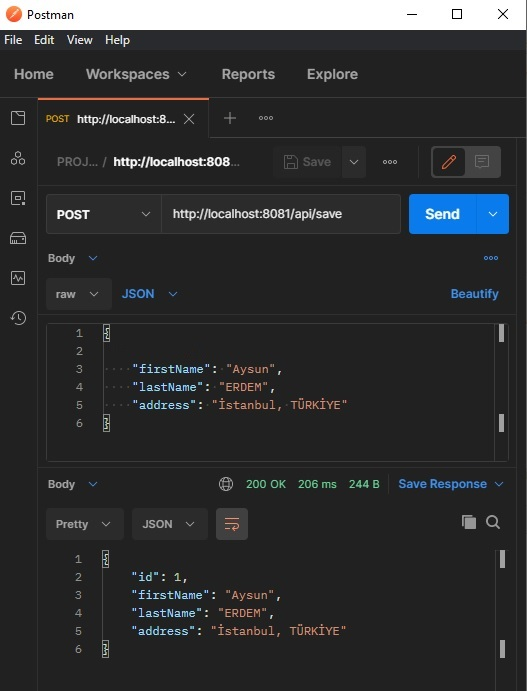 Postman
File Edit View Help
Home Workspaces Reports Explore
POST http://localhost:8...
PROJ... / http://localhost:808... Save
POST http://localhost:8081/api/save Send
Body
raw JSON Beautify
1 {
2
3 "firstName": "Aysun",
4 "lastName": "ERDEM",
5 "address": "İstanbul, TÜRKİYE"
6 }
Body 200 OK 206 ms 244 B Save Response
Pretty JSON
1 {
2 "id": 1,
3 "firstName": "Aysun",
4 "lastName": "ERDEM",
5 "address": "İstanbul, TÜRKİYE"
6 }